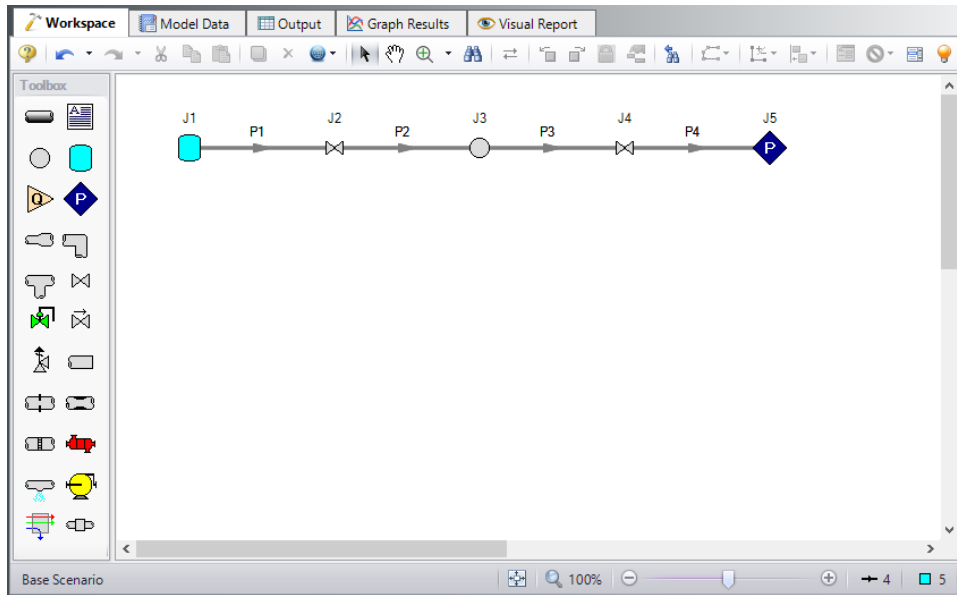 Workspace Model Data Output Graph Results Visual Report
Toolbox
A
Q P
J1 J2 J3 J4 J5
P1 P2 P3 P4
P
Base Scenario 100% 4 5